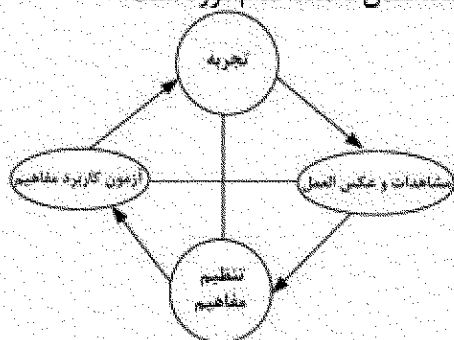 تجربه
مشاهدات و عکس العمل
آزمون کاربرد مفاهیم
تنظیم
مفاهیم